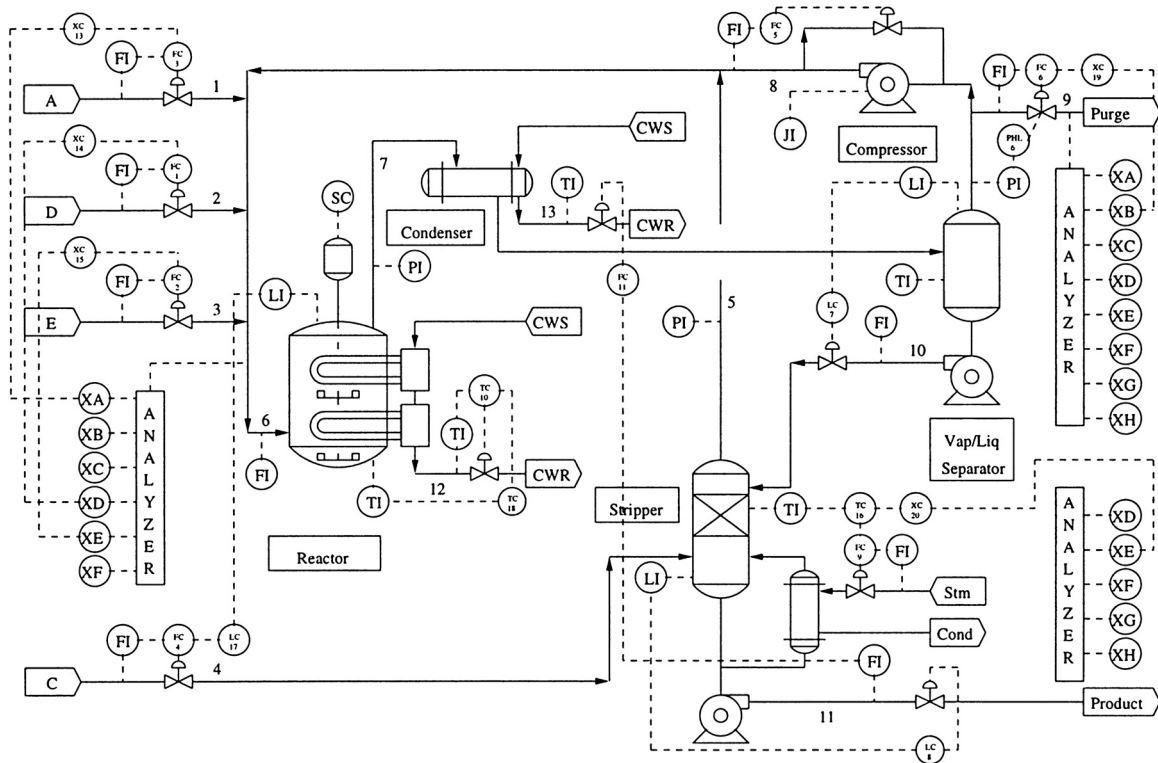 XC
13
FI
FC
3
A
1
XC
14
FI
FC
1
D
2
XC
15
FI
FC
2
E
3
LI
SC
7
Condenser
PI
CWS
TI
13
CWR
FC
11
CWS
TC
10
TI
12
CWR
TI
TC
18
6
FI
Reactor
XA
XB
XC
XD
XE
XF
ANALYZER
FI
FC
4
LC
17
C
4
FI
FC
5
8
JI
Compressor
LI
FI
FC
6
XC
19
9
Purge
PHL
6
PI
TI
5
PI
LC
7
FI
10
Vap/Liq
Separator
ANALYZER
XA
XB
XC
XD
XE
XF
XG
XH
Stripper
TI
TC
16
XC
20
FC
9
FI
LI
Stm
Cond
ANALYZER
XD
XE
XF
XG
XH
FI
11
Product
LC
8